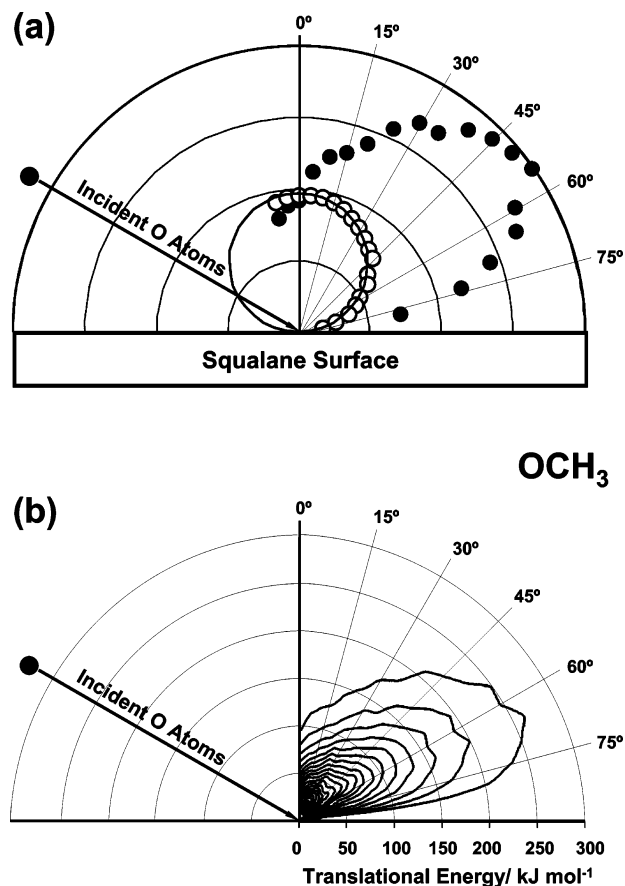 (a)
0º
15º
30º
45º
60º
75º
Incident O Atoms
Squalane Surface
OCH₃
(b)
0º
15º
30º
45º
60º
75º
Incident O Atoms
0 50 100 150 200 250 300
Translational Energy/ kJ mol⁻¹